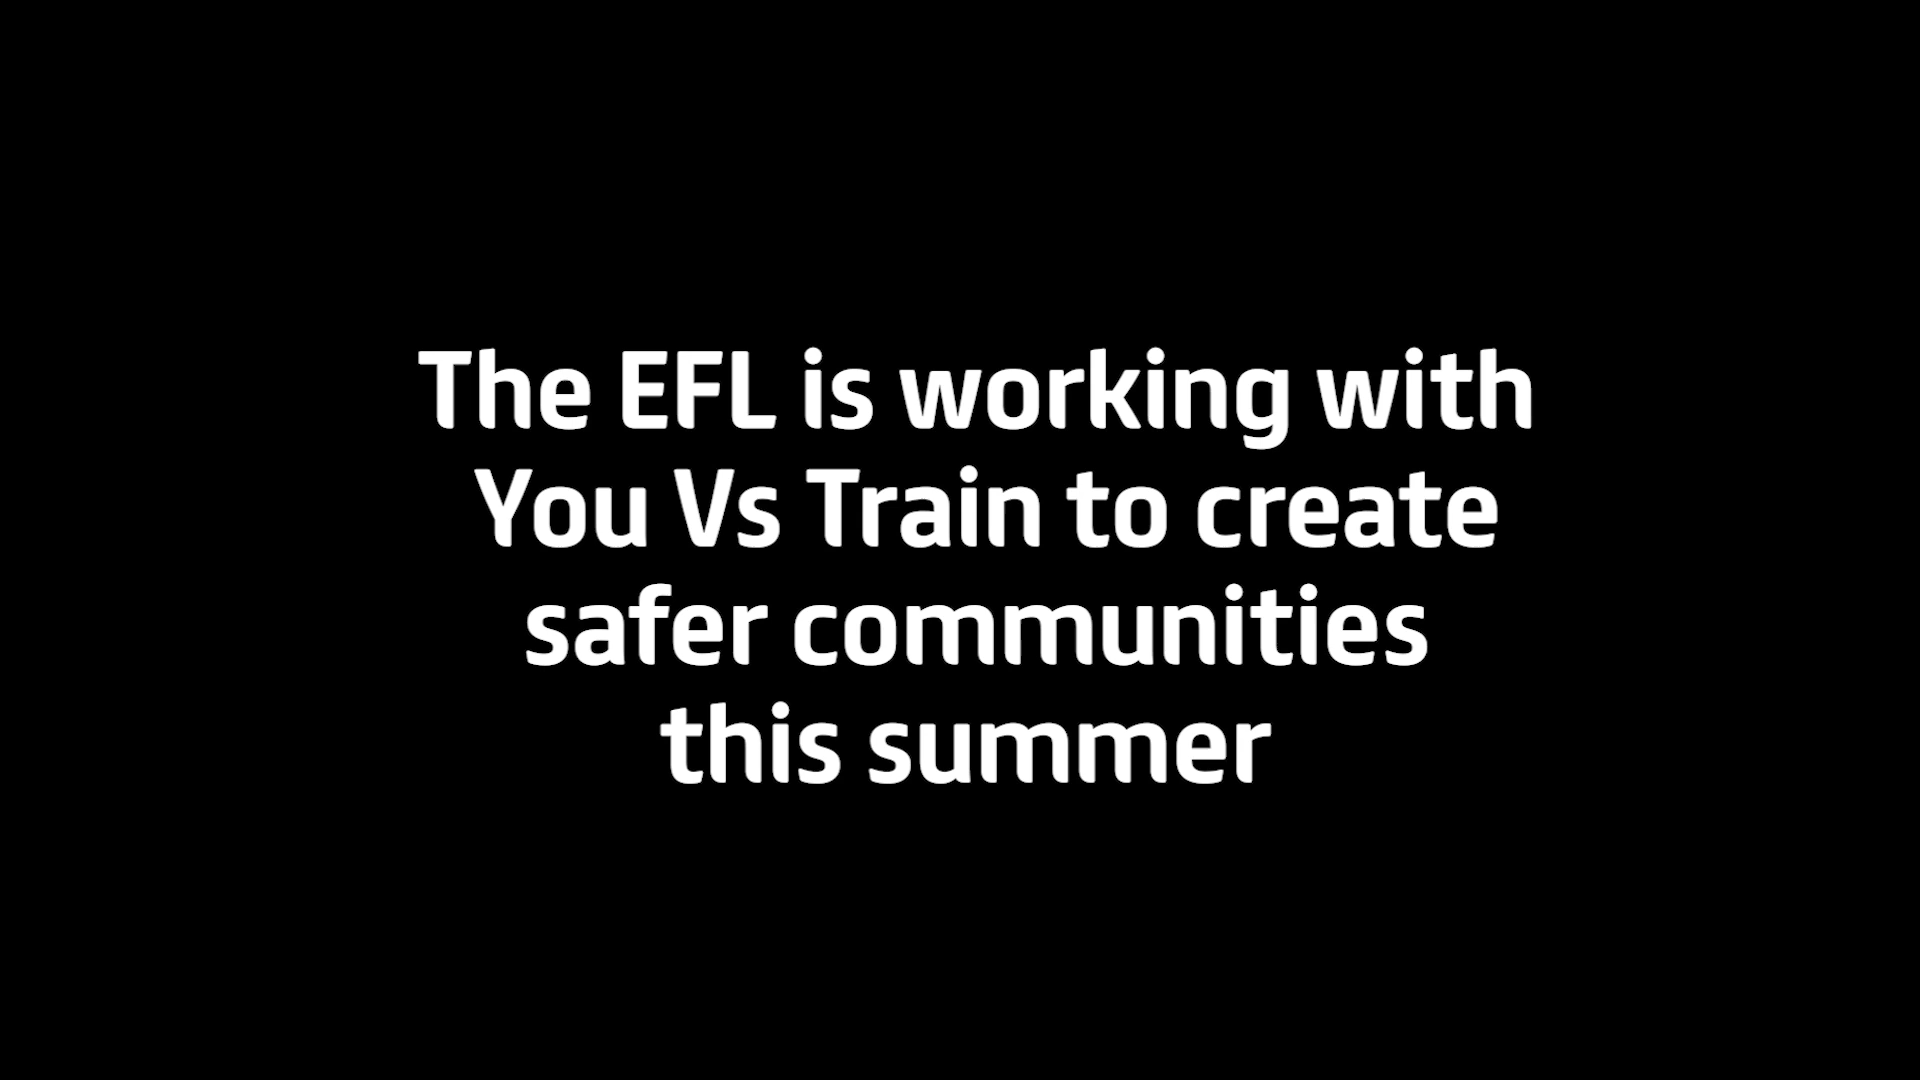 The EFL is working with
You Vs Train to create
safer communities
this summer